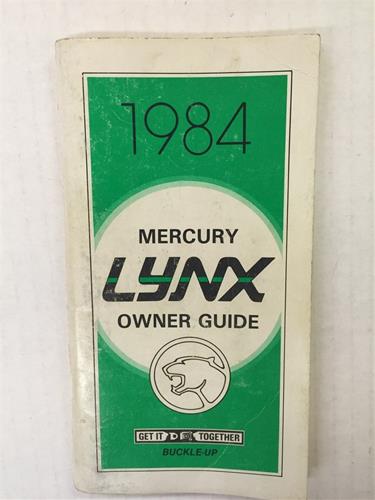 1984
MERCURY
LYNX
OWNER GUIDE
GET IT TOGETHER
BUCKLE-UP